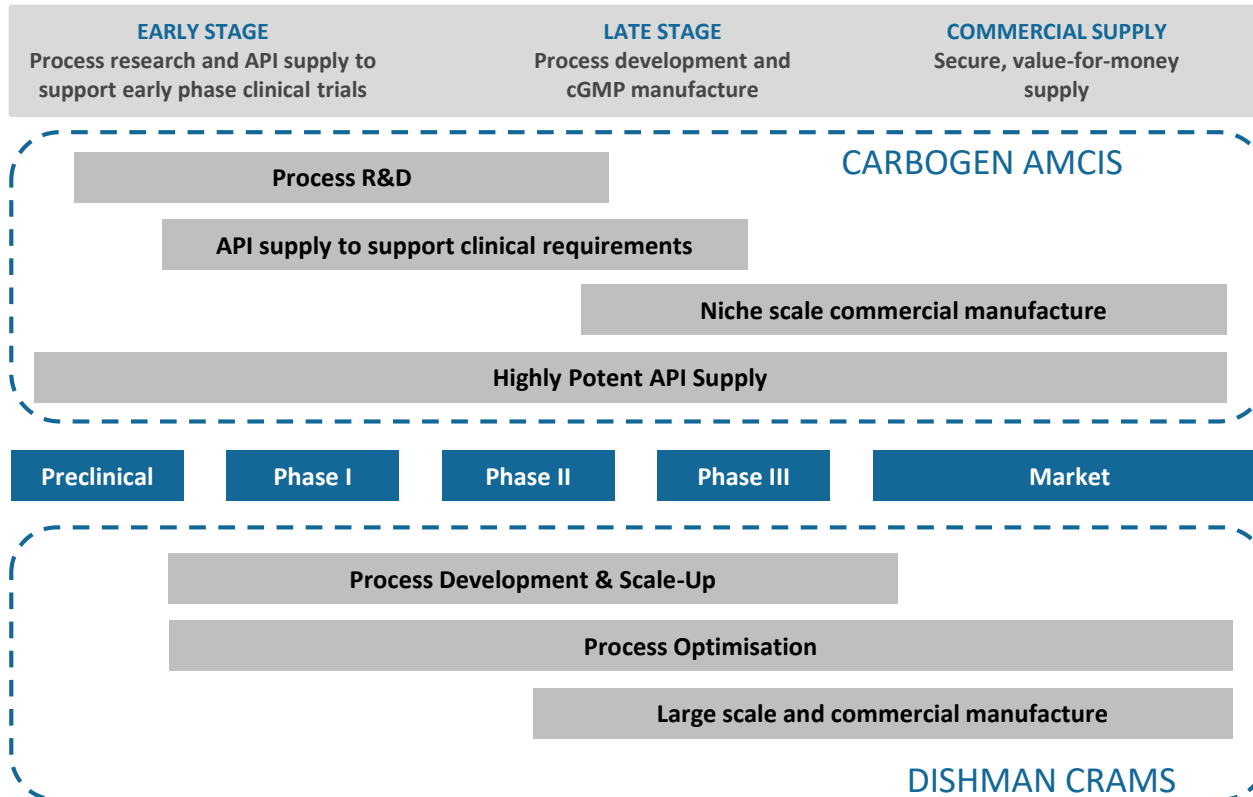 EARLY STAGE
Process research and API supply to
support early phase clinical trials
LATE STAGE
Process development and
cGMP manufacture
COMMERCIAL SUPPLY
Secure, value-for-money
supply
CARBOGEN AMCIS
Process R&D
API supply to support clinical requirements
Niche scale commercial manufacture
Highly Potent API Supply
Preclinical
Phase I
Phase II
Phase III
Market
Process Development & Scale-Up
Process Optimisation
Large scale and commercial manufacture
DISHMAN CRAMS